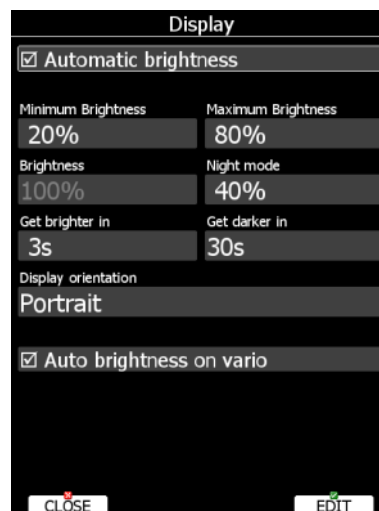 Display
Automatic brightness
Minimum Brightness Maximum Brightness
20% 80%
Brightness Night mode
100% 40%
Get brighter in Get darker in
3s 30s
Display orientation
Portrait
Auto brightness on vario
CLOSE EDIT